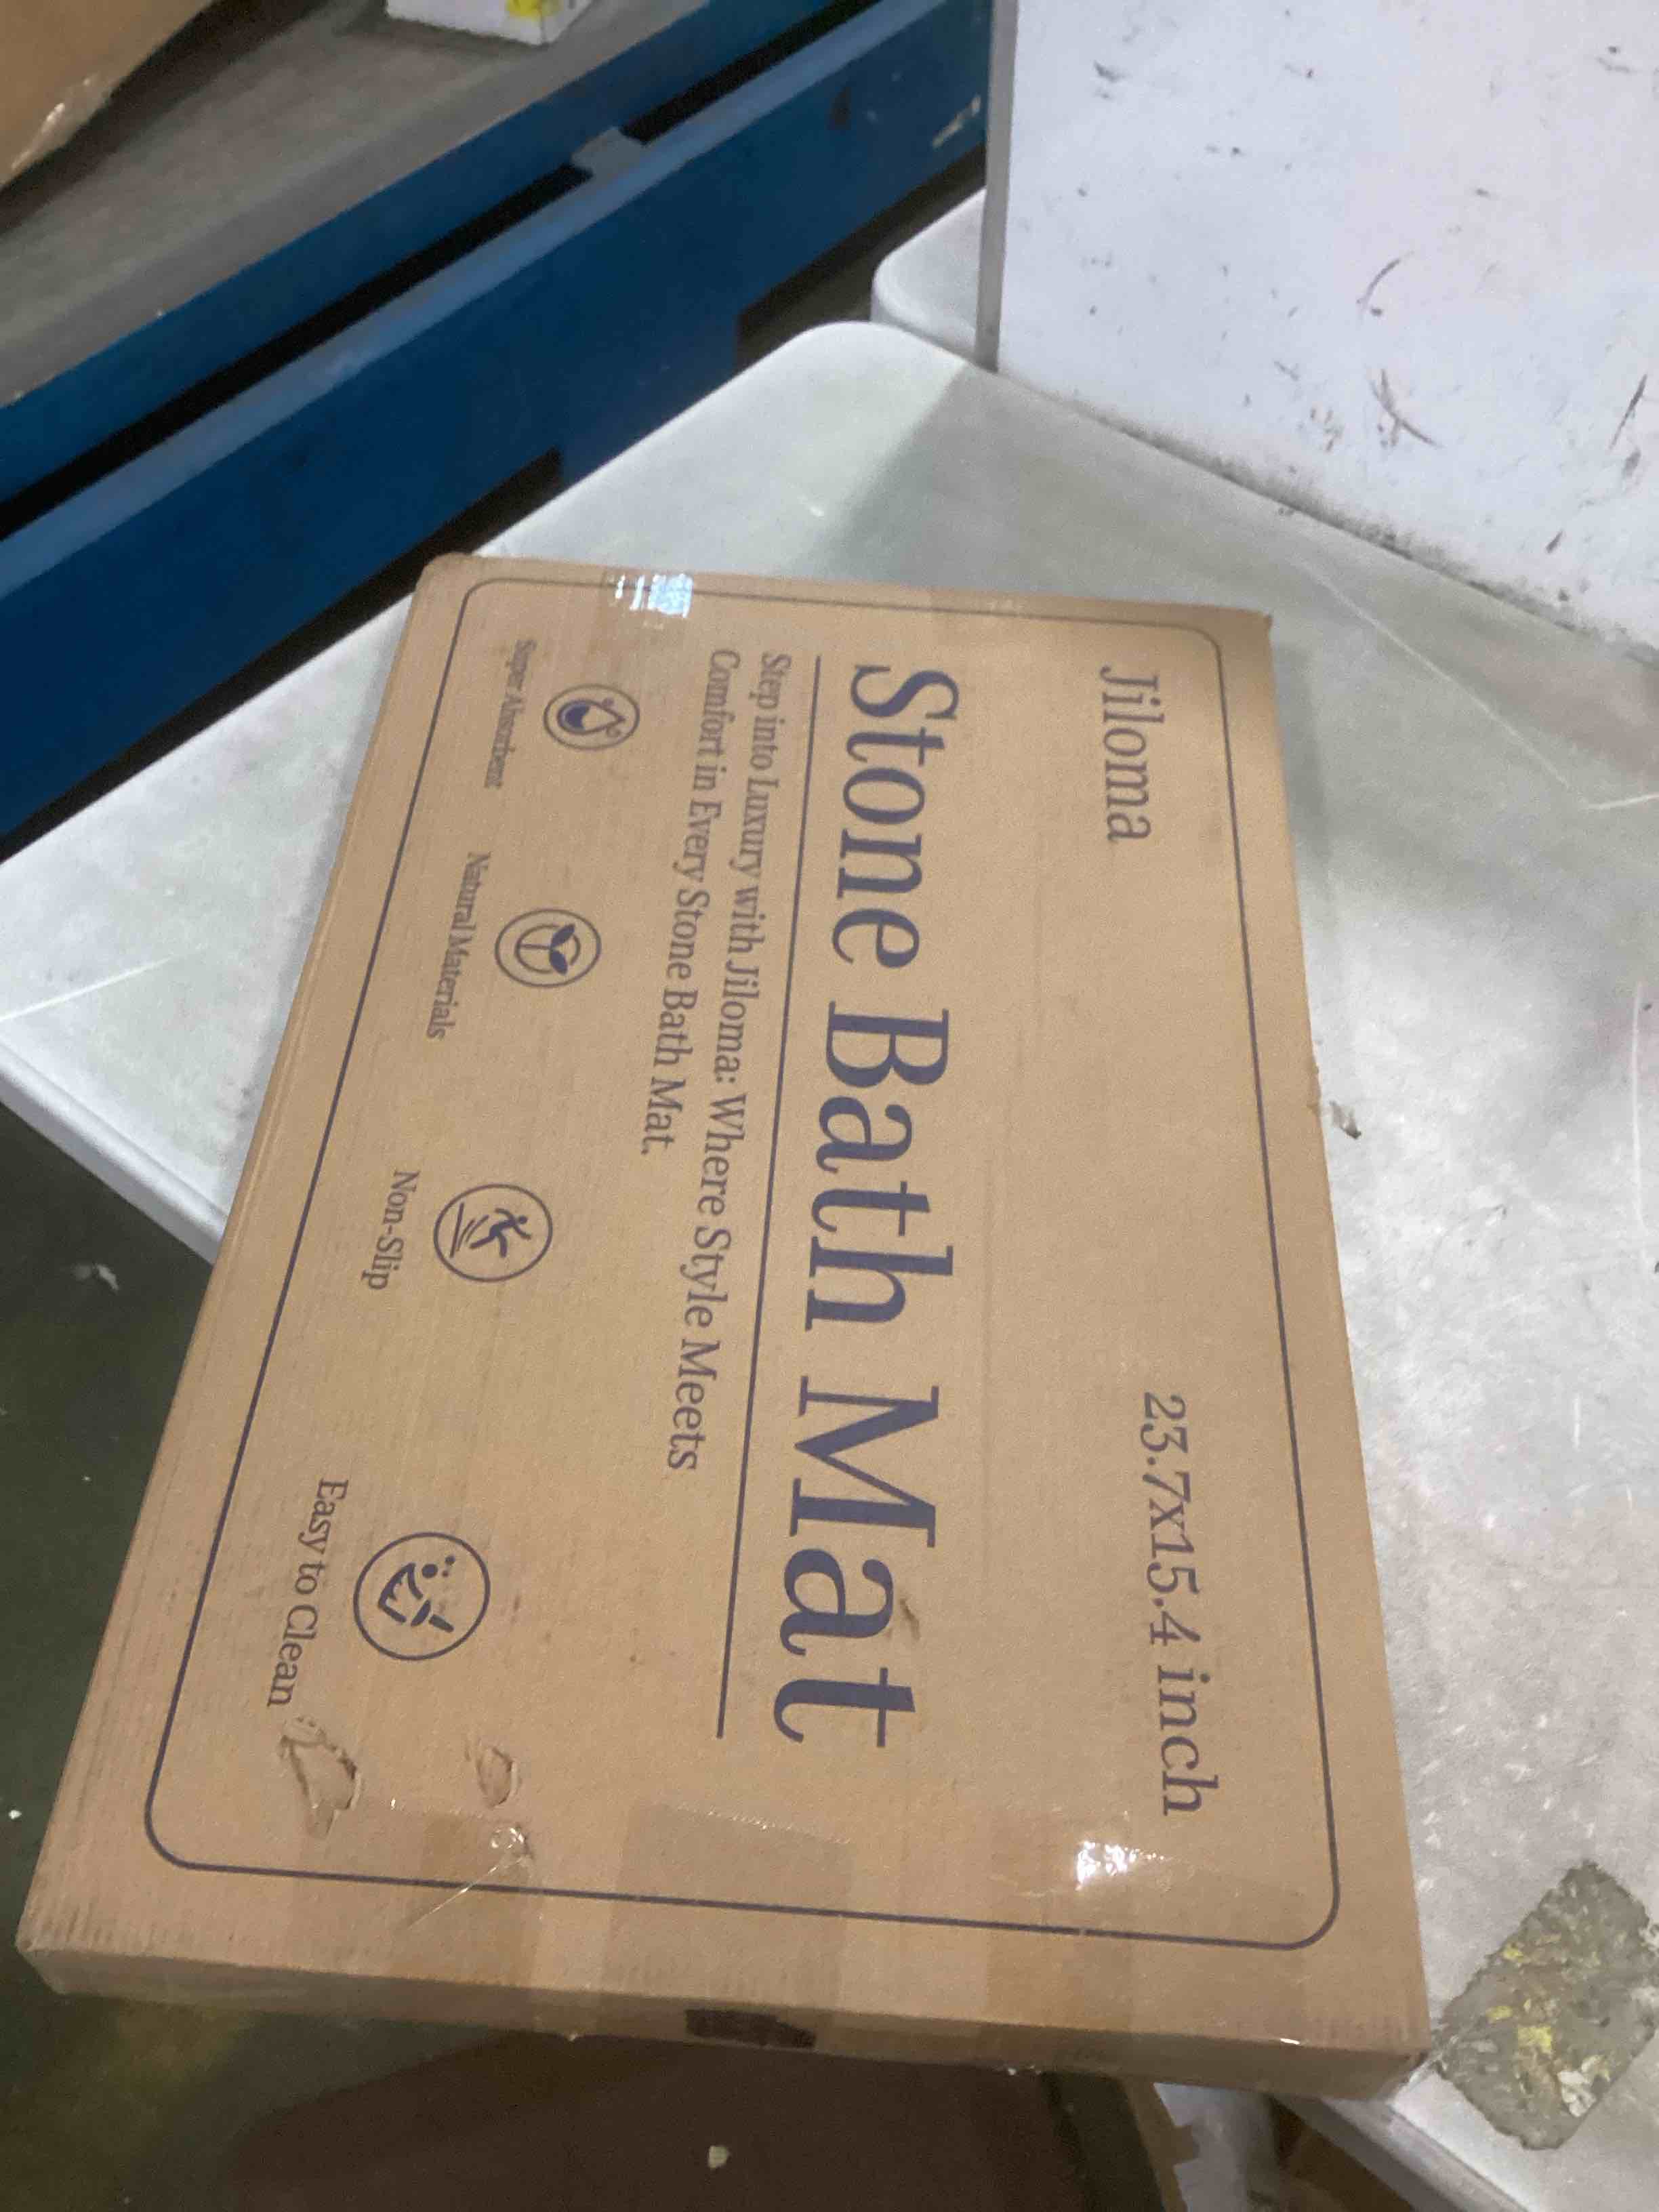 Jiloma
23.7x15.4 inch
Stone Bath Mat
Step into Luxury with Jiloma: Where Style Meets
Comfort in Every Stone Bath Mat.
Super Absorbent
Natural Materials
Non-Slip
Easy to Clean